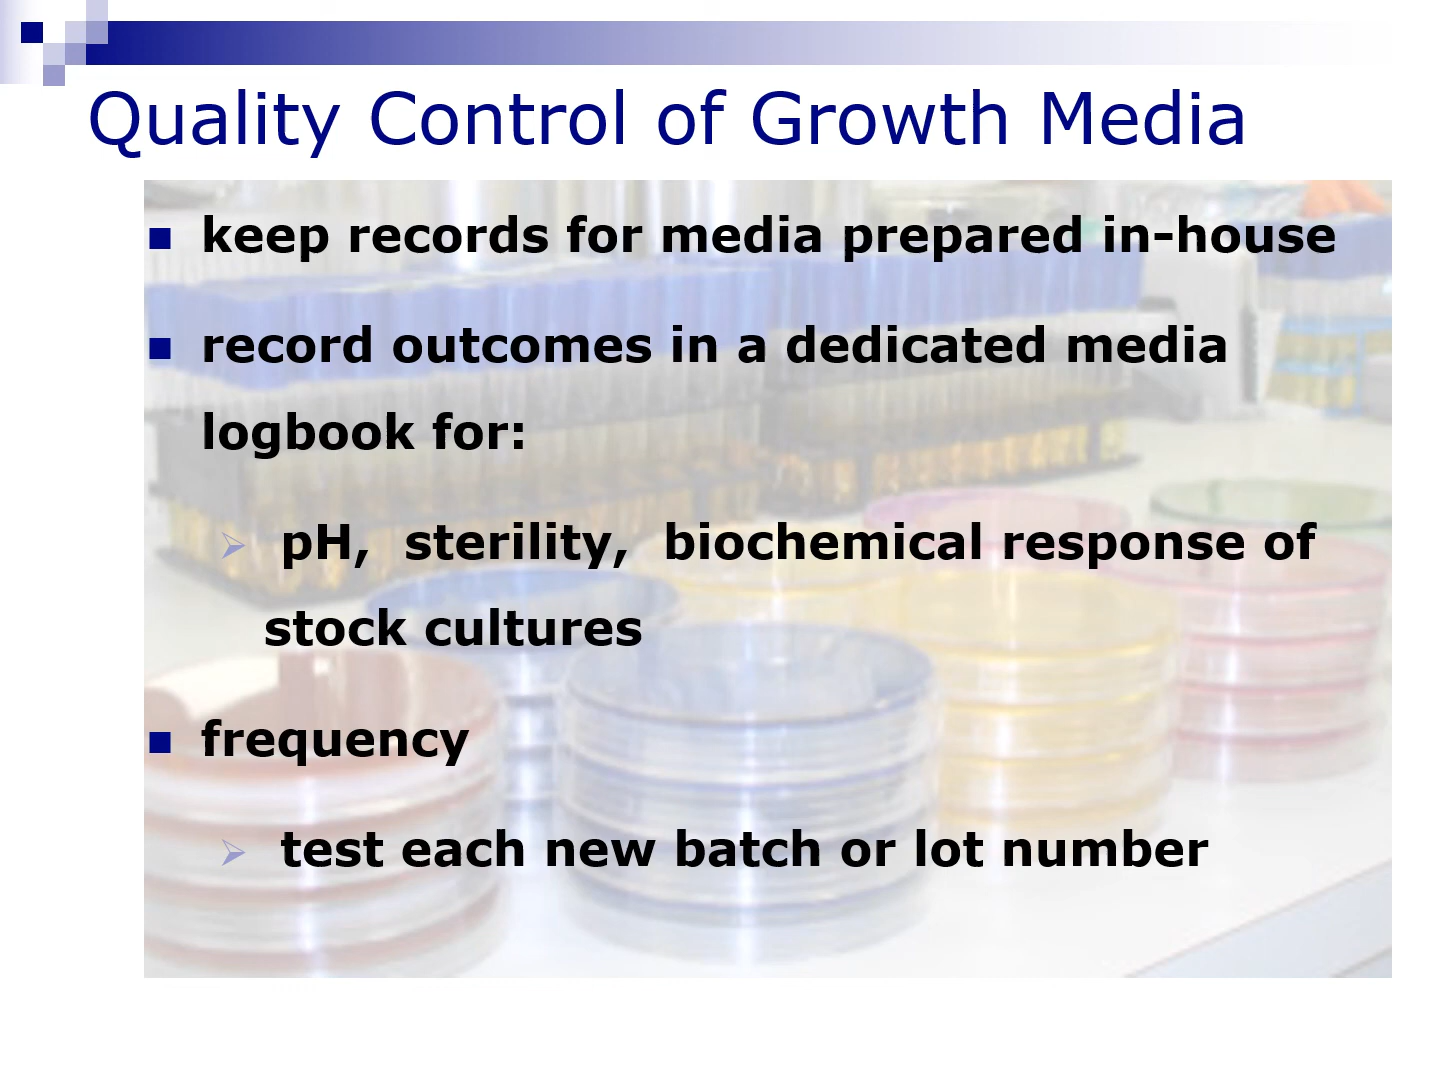 Quality Control of Growth Media
keep records for media prepared in-house
record outcomes in a dedicated media
logbook for:
pH, sterility, biochemical response of
stock cultures
frequency
test each new batch or lot number